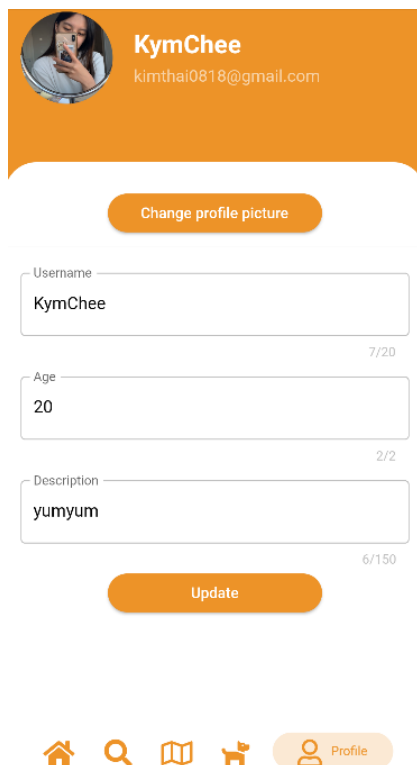 KymChee
kimthai0818@gmail.com
Change profile picture
Username
KymChee
7/20
Age
20
2/2
Description
yumyum
6/150
Update
Profile